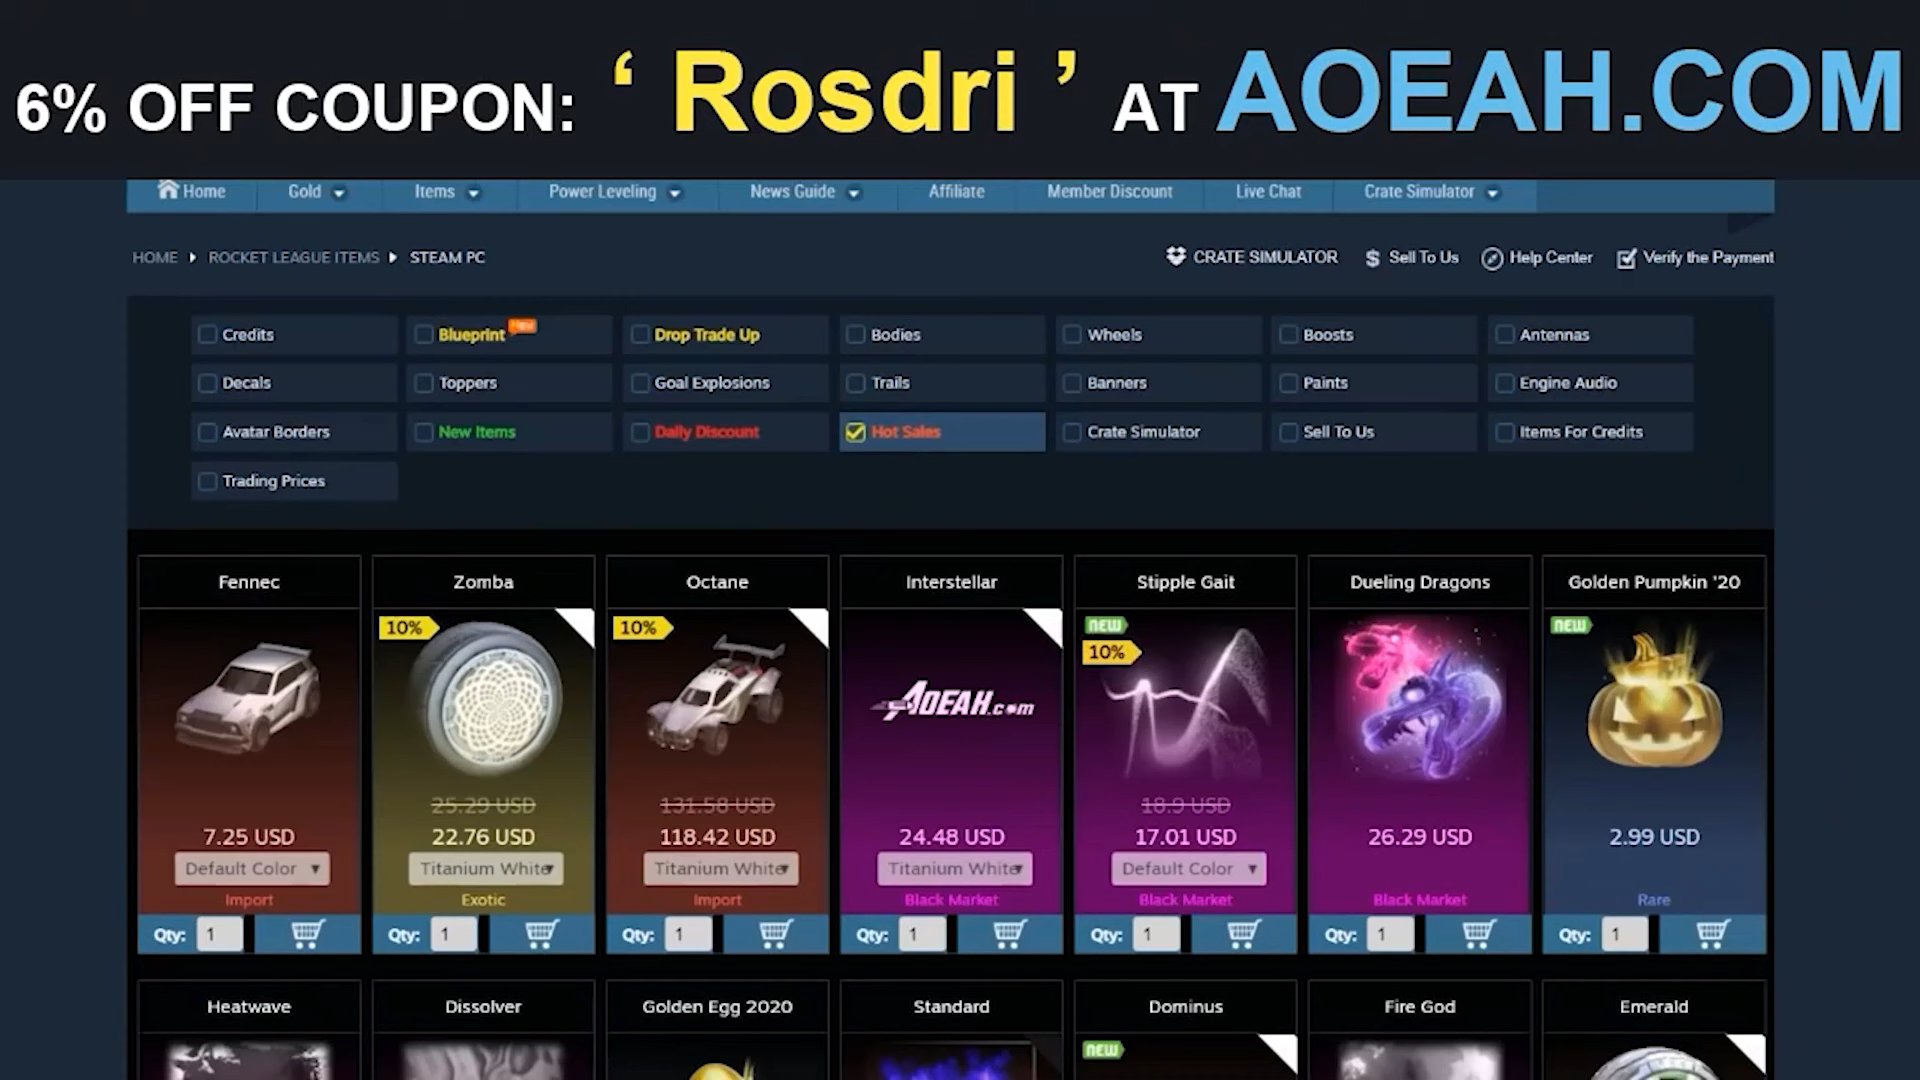 6% OFF COUPON: ‘ Rosdri ’ AT AOEAH.COM
Home Gold Items Power Leveling News Guide Affiliate Member Discount Live Chat Crate Simulator
HOME ROCKET LEAGUE ITEMS STEAM PC CRATE SIMULATOR $ Sell To Us Help Center Verify the Payment
Credits Blueprint New Drop Trade Up Bodies Wheels Boosts Antennas
Decals Toppers Goal Explosions Trails Banners Paints Engine Audio
Avatar Borders New Items Daily Discount Hot Sales Crate Simulator Sell To Us Items For Credits
Trading Prices
Fennec Zomba Octane Interstellar Stipple Gait Dueling Dragons Golden Pumpkin '20
10% 10% NEW NEW
10%
AOEAH.com
25.29 USD 131.58 USD 18.9 USD
7.25 USD 22.76 USD 118.42 USD 24.48 USD 17.01 USD 26.29 USD 2.99 USD
Default Color Titanium White Titanium White Titanium White Default Color
Import Exotic Import Black Market Black Market Black Market Rare
Qty: 1 Qty: 1 Qty: 1 Qty: 1 Qty: 1 Qty: 1 Qty: 1
Heatwave Dissolver Golden Egg 2020 Standard Dominus Fire God Emerald
NEW